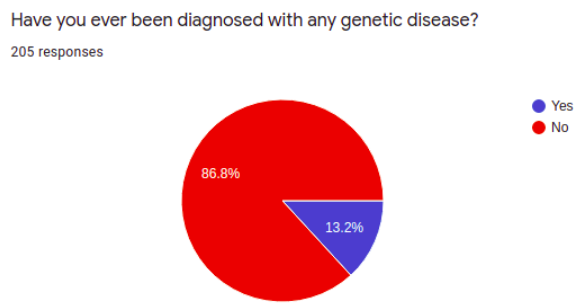 Have you ever been diagnosed with any genetic disease?
205 responses
Yes
No
86.8%
13.2%